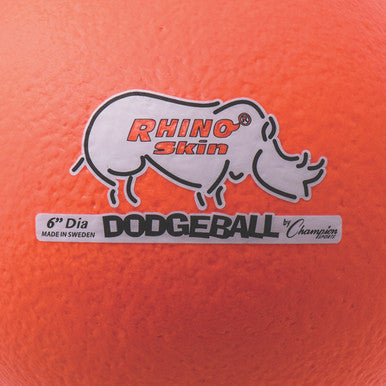 RHINO®
Skin
6" Dia
MADE IN SWEDEN
DODGEBALL
by Champion
SPORTS